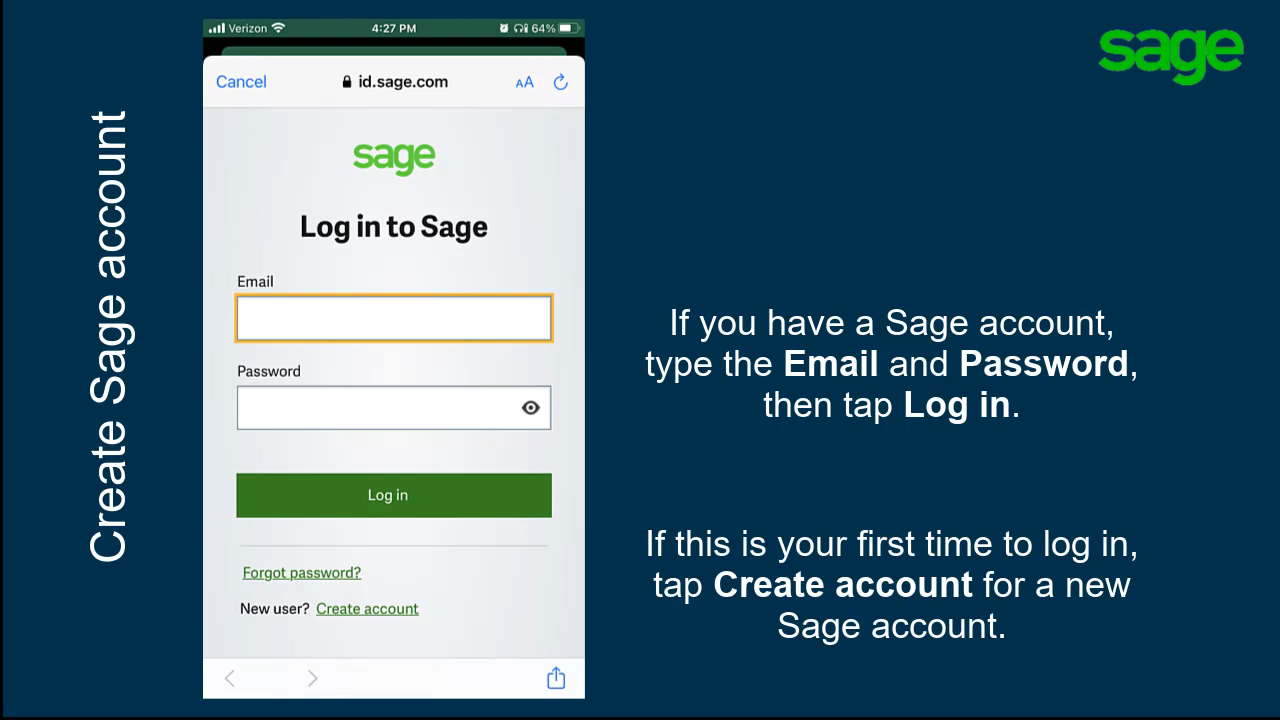 Create Sage account
Verizon 4:27 PM 64%
Cancel id.sage.com AA
sage
Log in to Sage
Email
Password
Log in
Forgot password?
New user? Create account
sage
If you have a Sage account,
type the Email and Password,
then tap Log in.
If this is your first time to log in,
tap Create account for a new
Sage account.